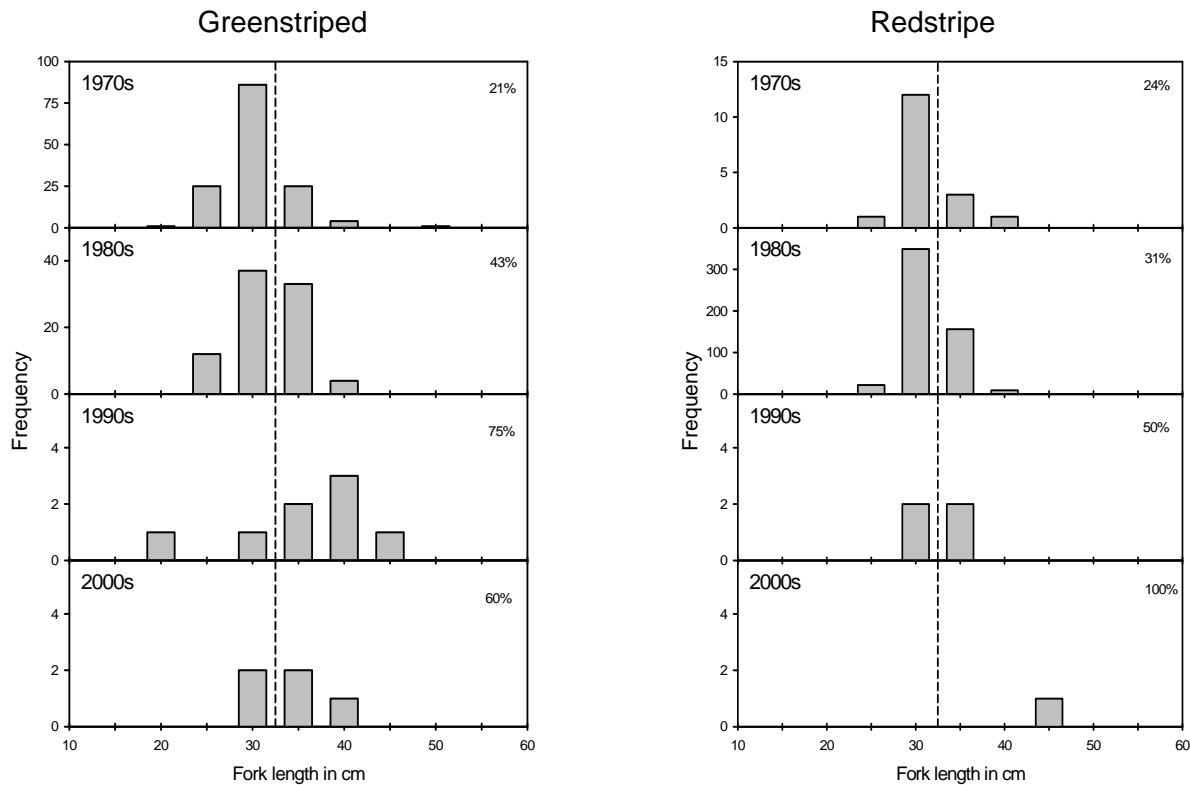 Greenstriped
Frequency
100
75
50
25
0
1970s
21%
40
20
0
1980s
43%
4
2
0
1990s
75%
4
2
0
2000s
60%
10 20 30 40 50 60
Fork length in cm
Redstripe
Frequency
15
10
5
0
1970s
24%
300
200
100
0
1980s
31%
4
2
0
1990s
50%
4
2
0
2000s
100%
10 20 30 40 50 60
Fork length in cm